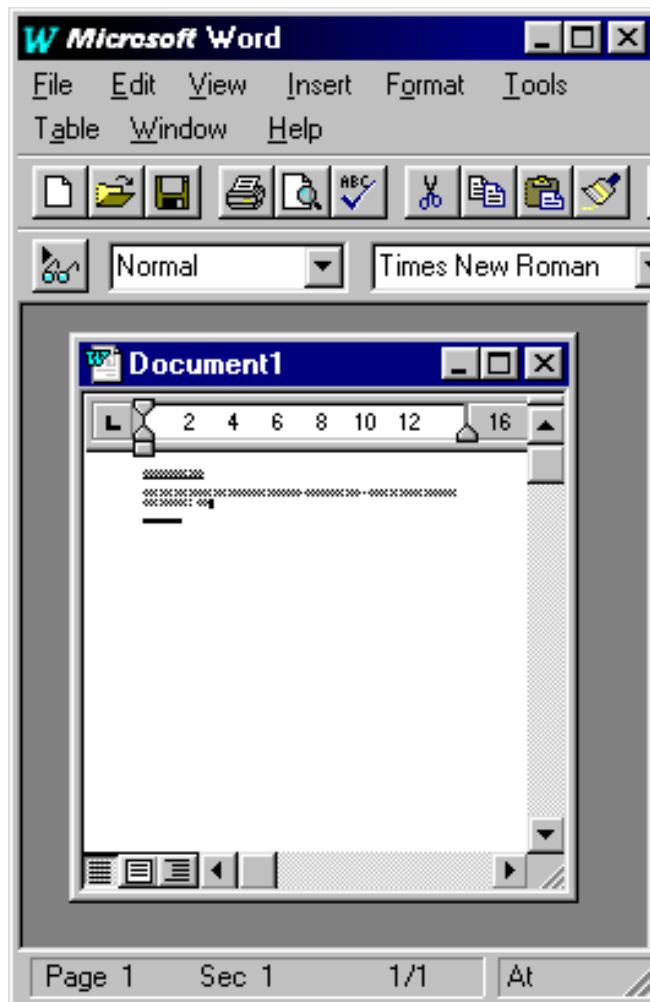 Microsoft Word
File Edit View Insert Format Tools
Table Window Help
ABC
Normal Times New Roman
Document1
2 4 6 8 10 12 16
Page 1 Sec 1 1/1 At